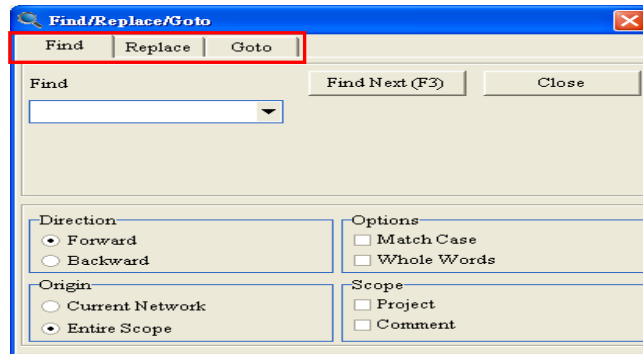 Find/Replace/Goto
Find Replace Goto
Find Find Next (F3) Close
Direction Options
Forward Match Case
Backward Whole Words
Origin Scope
Current Network Project
Entire Scope Comment